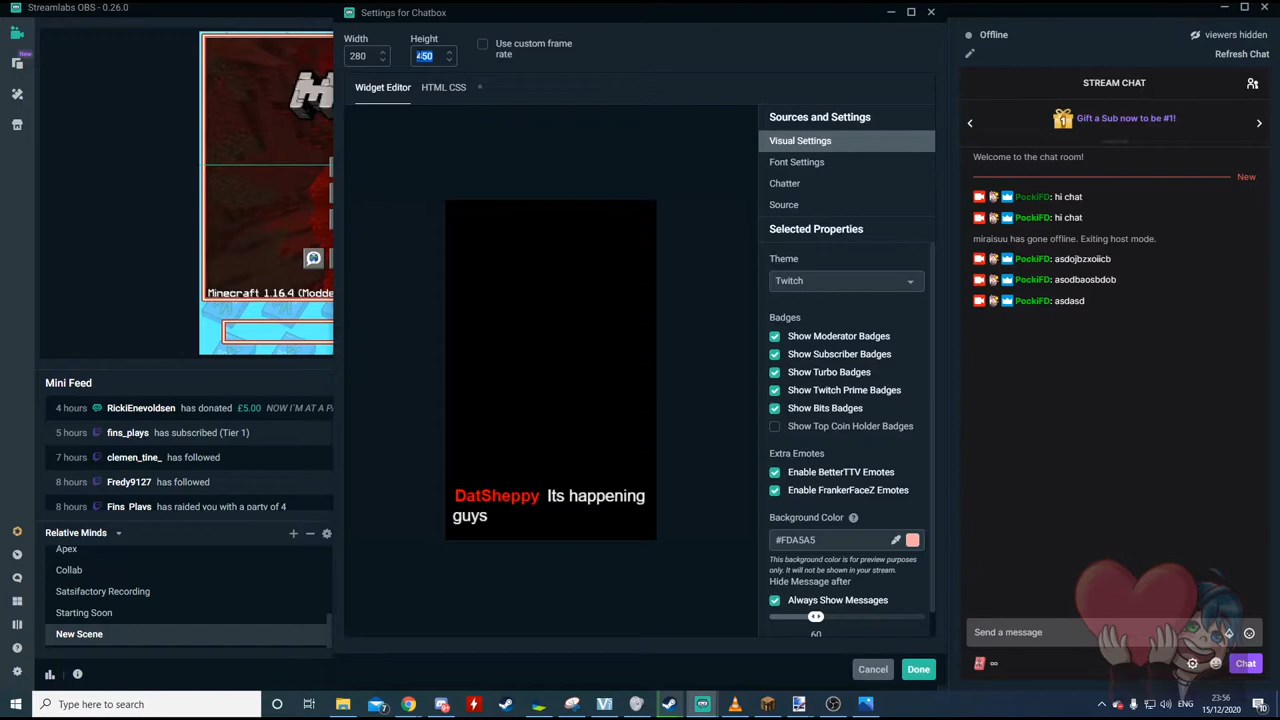 Streamlabs OBS - 0.26.0
Settings for Chatbox
Width
Height
280
450
Use custom frame
rate
Widget Editor
HTML CSS
Sources and Settings
Visual Settings
Font Settings
Chatter
Source
Selected Properties
Theme
Twitch
Badges
Show Moderator Badges
Show Subscriber Badges
Show Turbo Badges
Show Twitch Prime Badges
Show Bits Badges
Show Top Coin Holder Badges
Extra Emotes
Enable BetterTTV Emotes
Enable FrankerFaceZ Emotes
Background Color
#FDA5A5
This background color is for preview purposes
only. It will not be shown in your stream.
Hide Message after
Always Show Messages
60
Cancel
Done
DatSheppy Its happening
guys
New
Minecraft 1.16.4 (Modde
Mini Feed
4 hours RickiEnevoldsen has donated £5.00 NOW I'M AT A P
5 hours fins_plays has subscribed (Tier 1)
7 hours clemen_tine_ has followed
8 hours Fredy9127 has followed
8 hours Fins_Plays has raided you with a party of 4
Relative Minds
Apex
Collab
Satsifactory Recording
Starting Soon
New Scene
Offline
viewers hidden
Refresh Chat
STREAM CHAT
1
Gift a Sub now to be #1!
Welcome to the chat room!
New
PockiFD: hi chat
PockiFD: hi chat
miraisuu has gone offline. Exiting host mode.
PockiFD: asdojbzxoiicb
PockiFD: asodbaosbdob
PockiFD: asdasd
Send a message
∞
Chat
Type here to search
7
ENG
23:56
15/12/2020